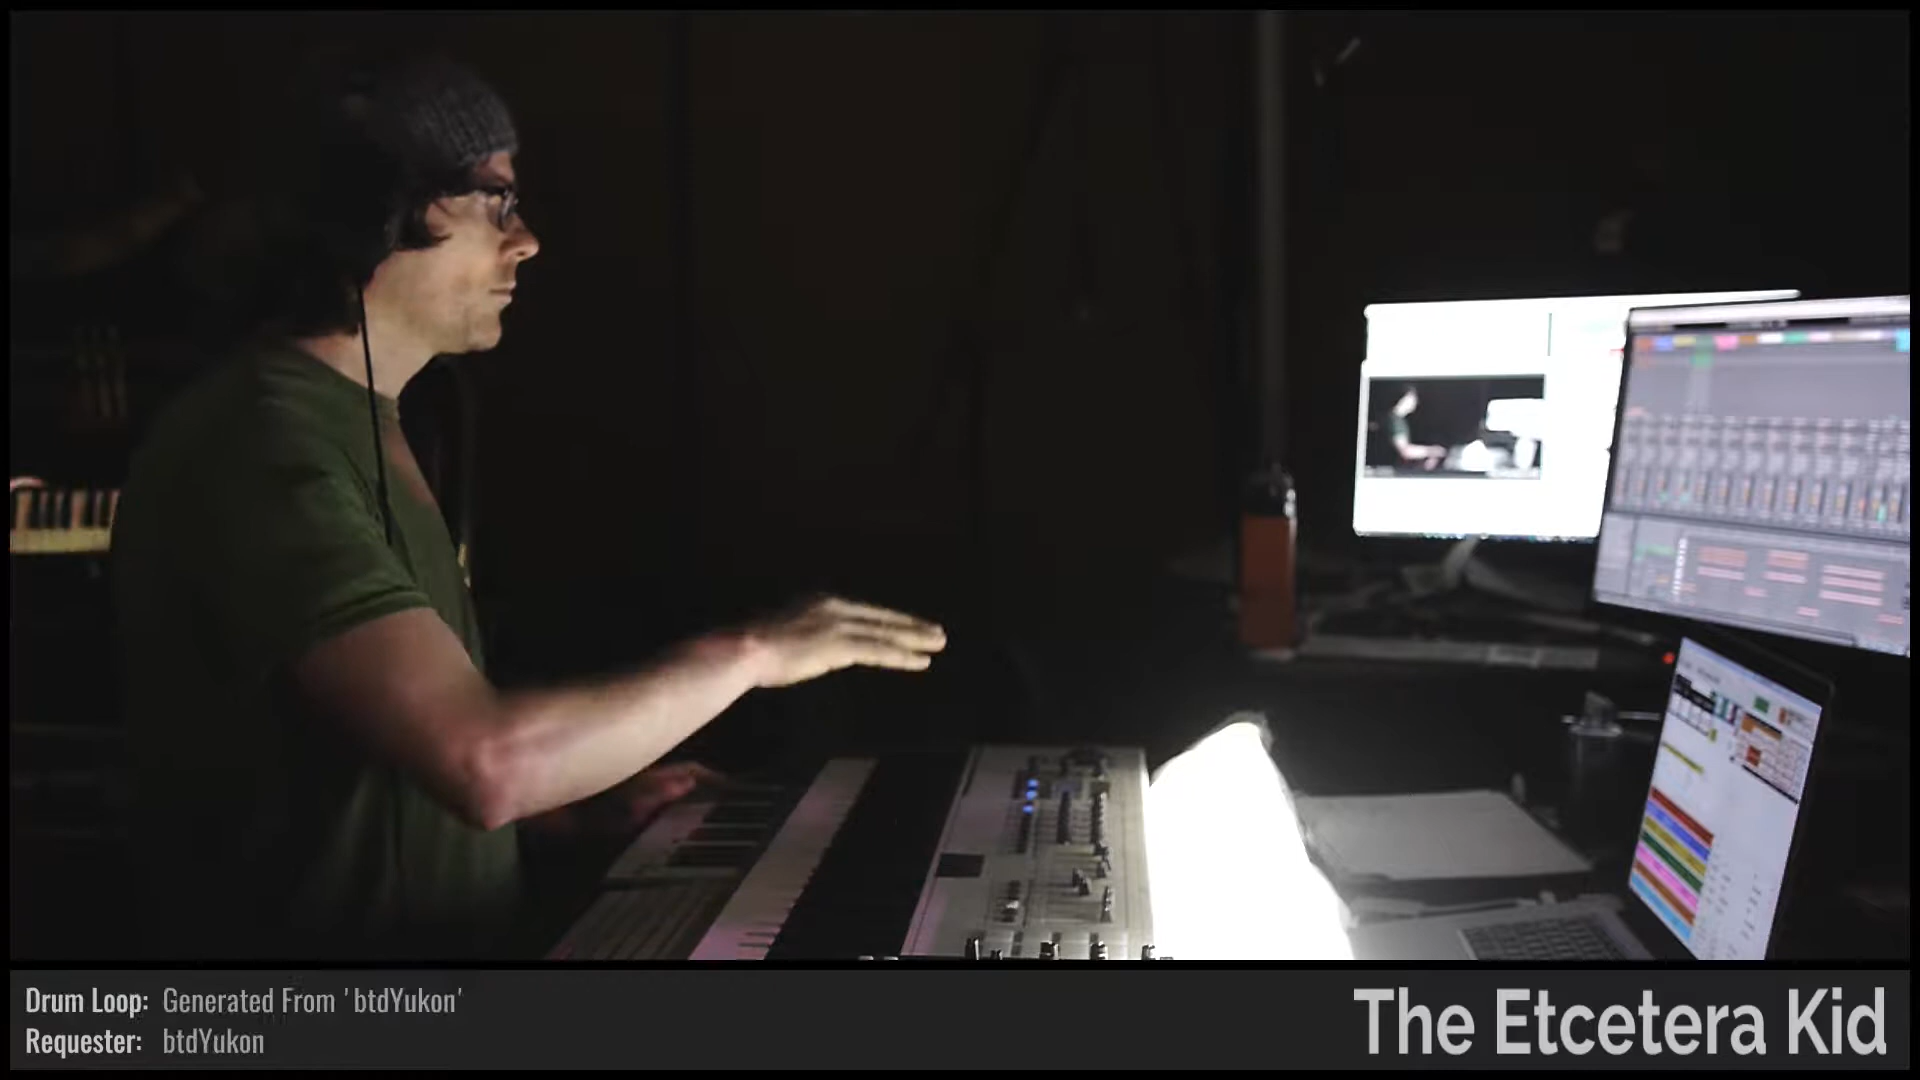 Drum Loop: Generated From 'btdYukon'
Requester: btdYukon
The Etcetera Kid